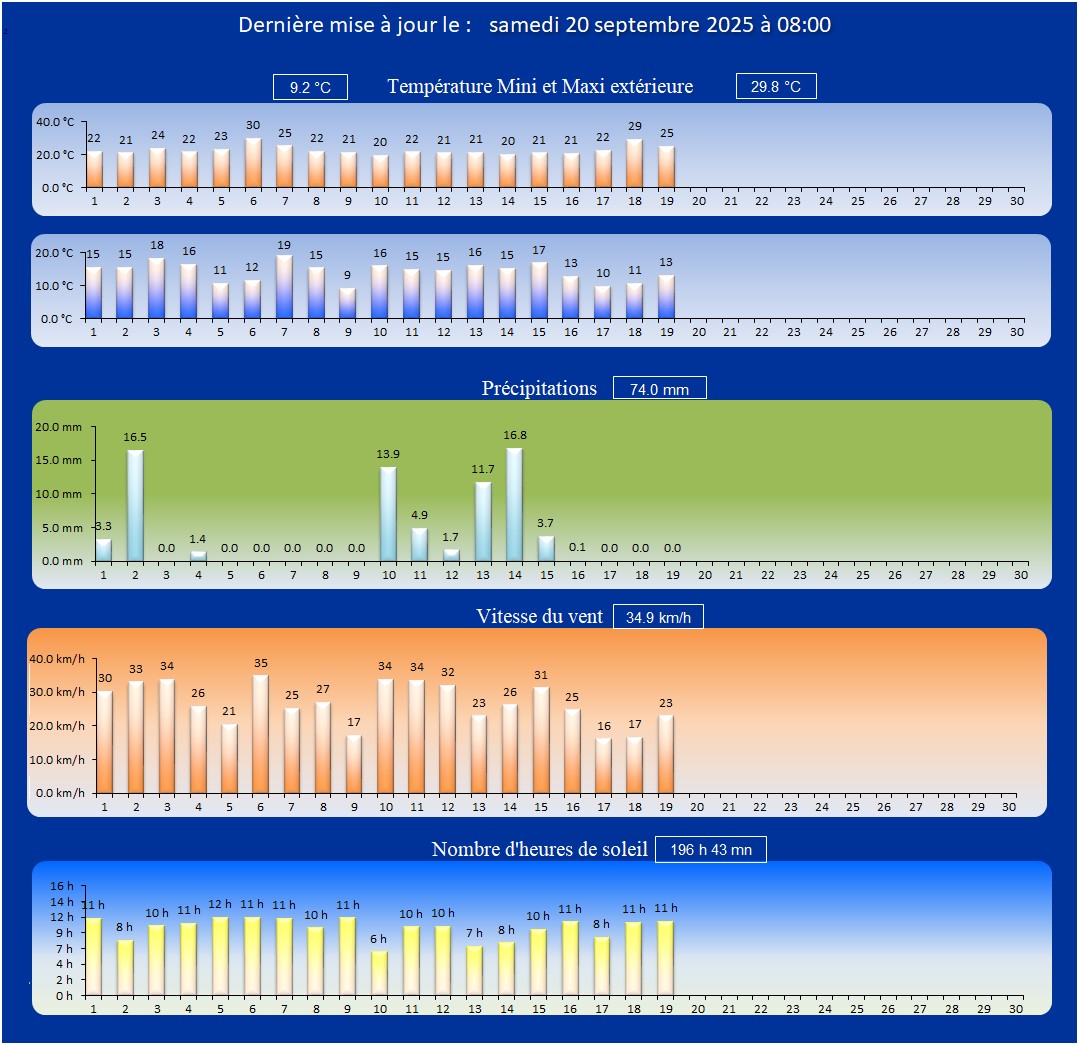 Dernière mise à jour le :   samedi 20 septembre 2025 à 08:00
9.2 °C Température Mini et Maxi extérieure 29.8 °C
40.0 °C
20.0 °C
0.0 °C
22 21 24 22 23 30 25 22 21 20 22 21 21 20 21 21 22 29 25
1 2 3 4 5 6 7 8 9 10 11 12 13 14 15 16 17 18 19 20 21 22 23 24 25 26 27 28 29 30
20.0 °C
10.0 °C
0.0 °C
15 15 18 16 11 12 19 15 9 16 15 15 16 15 17 13 10 11 13
1 2 3 4 5 6 7 8 9 10 11 12 13 14 15 16 17 18 19 20 21 22 23 24 25 26 27 28 29 30
Précipitations 74.0 mm
20.0 mm
15.0 mm
10.0 mm
5.0 mm
0.0 mm
3.3 16.5 0.0 1.4 0.0 0.0 0.0 0.0 0.0 13.9 4.9 1.7 11.7 16.8 3.7 0.1 0.0 0.0 0.0
1 2 3 4 5 6 7 8 9 10 11 12 13 14 15 16 17 18 19 20 21 22 23 24 25 26 27 28 29 30
Vitesse du vent 34.9 km/h
40.0 km/h
30.0 km/h
20.0 km/h
10.0 km/h
0.0 km/h
30 33 34 26 21 35 25 27 17 34 34 32 23 26 31 25 16 17 23
1 2 3 4 5 6 7 8 9 10 11 12 13 14 15 16 17 18 19 20 21 22 23 24 25 26 27 28 29 30
Nombre d'heures de soleil 196 h 43 mn
16 h
14 h
12 h
9 h
7 h
4 h
2 h
0 h
11 h 8 h 10 h 11 h 12 h 11 h 11 h 10 h 11 h 6 h 10 h 10 h 7 h 8 h 10 h 11 h 8 h 11 h 11 h
1 2 3 4 5 6 7 8 9 10 11 12 13 14 15 16 17 18 19 20 21 22 23 24 25 26 27 28 29 30